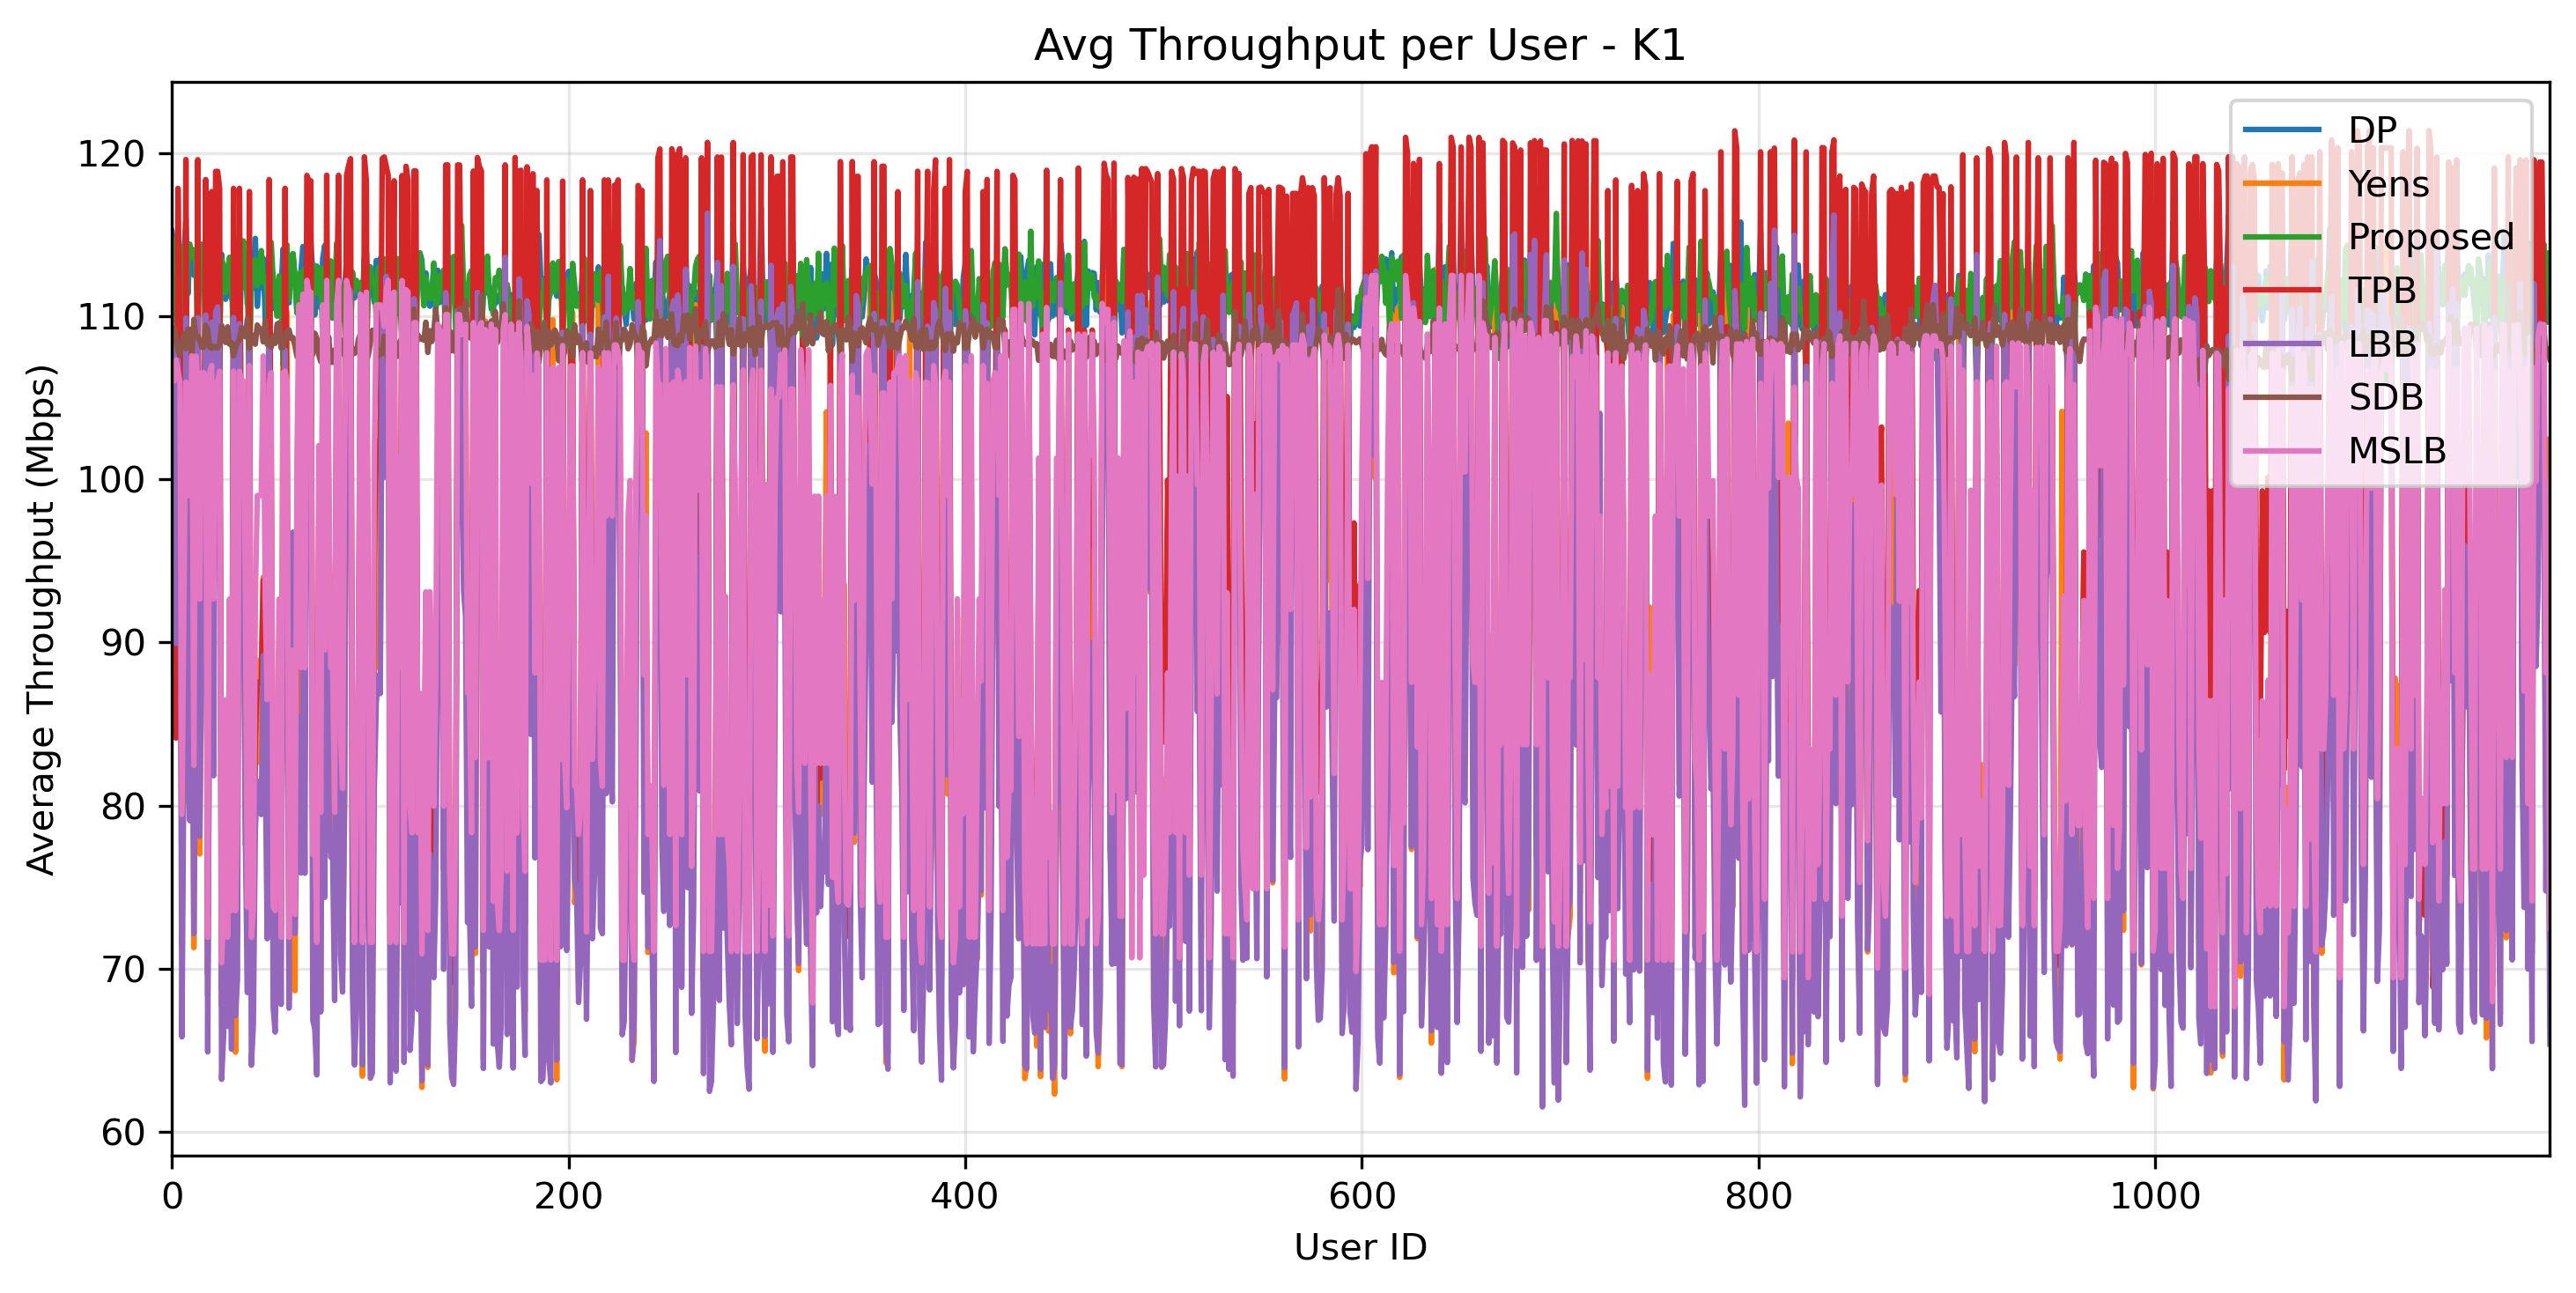 Avg Throughput per User - K1
120
110
100
90
80
70
60
Average Throughput (Mbps)
0 200 400 600 800 1000
User ID
DP
Yens
Proposed
TPB
LBB
SDB
MSLB